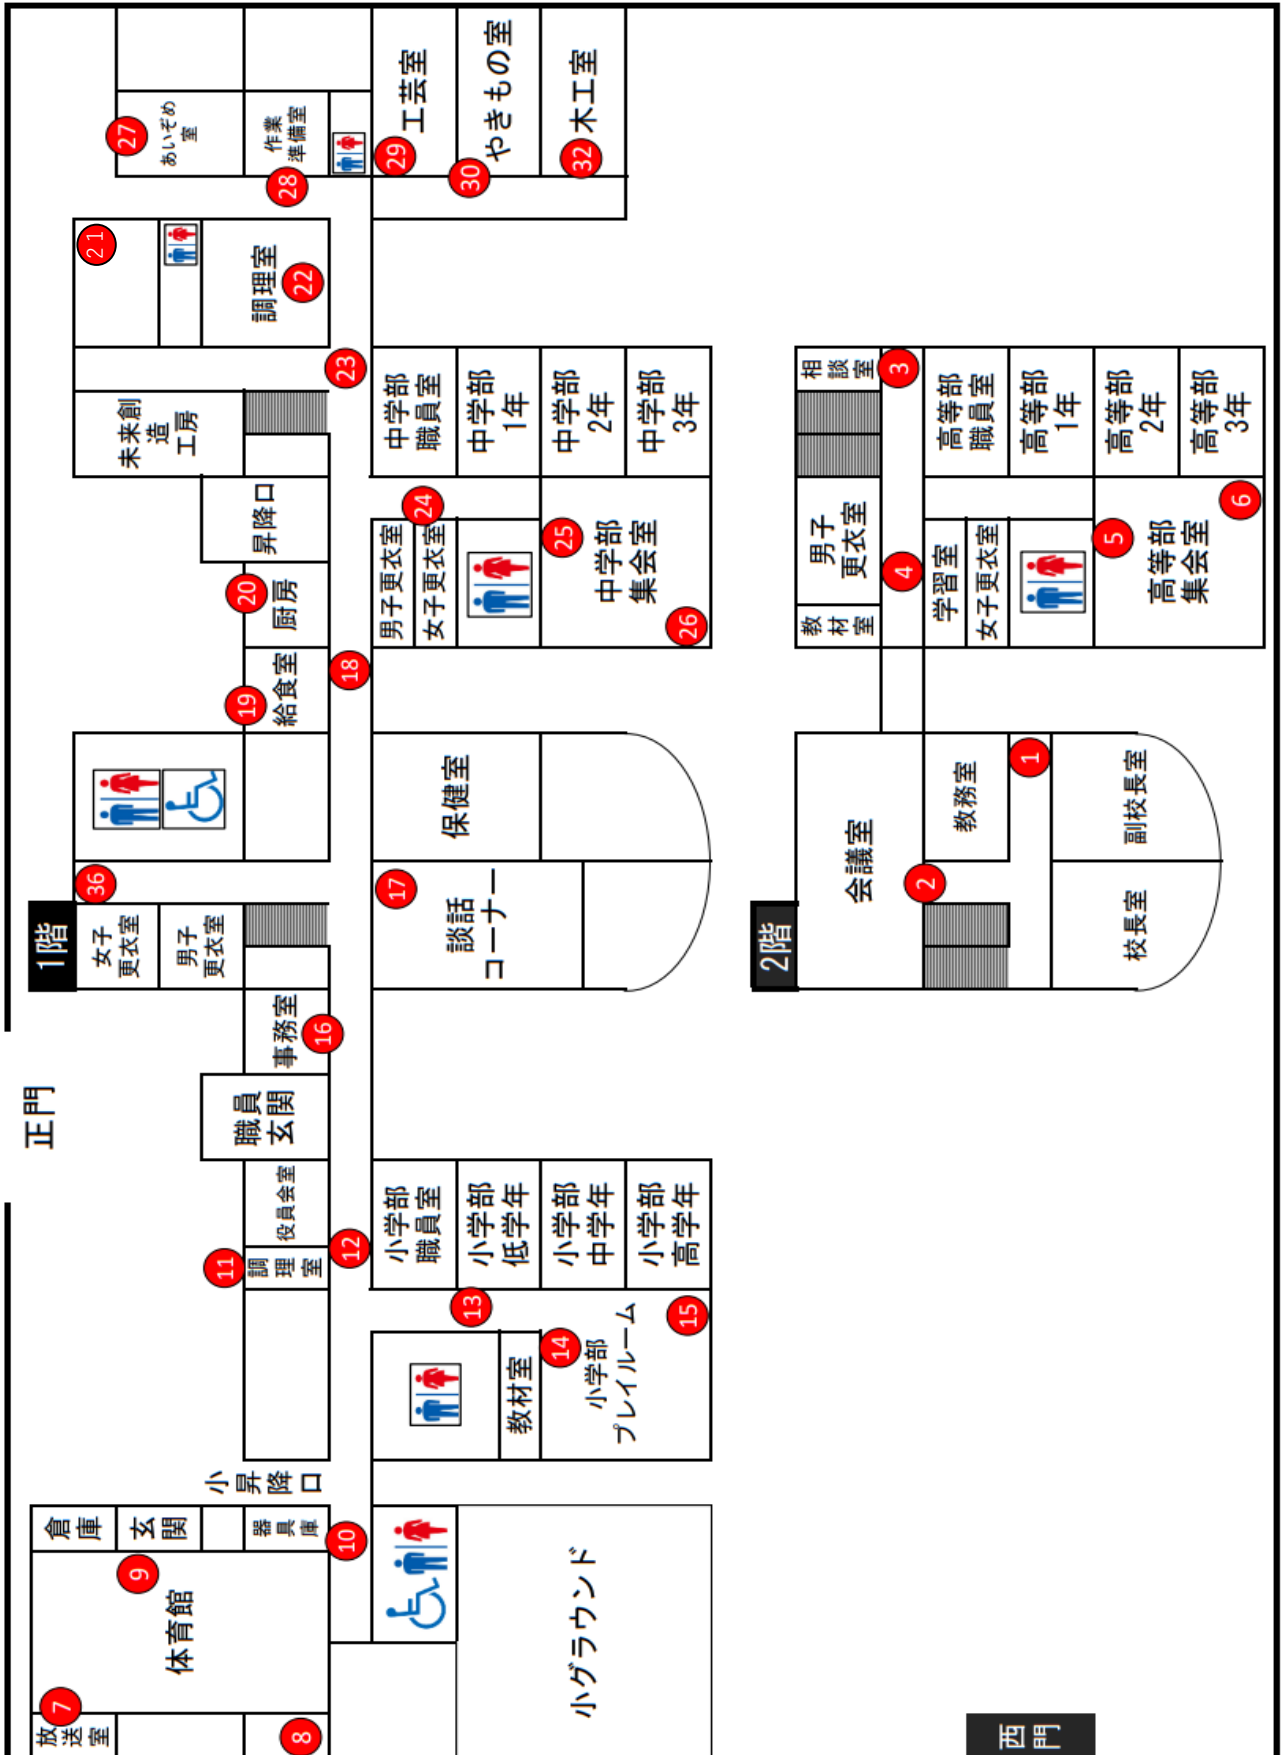 正門
1階
放送室
7
8
体育館
9
倉庫
玄関
器具庫
10
小昇降口
小グラウンド
11
調理室
役員会室
12
職員
玄関
事務室
16
教材室
13
14
小学部
プレイルーム
15
小学部
職員室
小学部
低学年
小学部
中学年
小学部
高学年
女子
更衣室
男子
更衣室
36
談話
コーナー
17
保健室
19
給食室
18
20
厨房
昇降口
男子更衣室
女子更衣室
24
25
中学部
集会室
26
未来創
造
工房
23
中学部
職員室
中学部
1年
中学部
2年
中学部
3年
21
調理室
22
27
あいぞめ
室
28
作業
準備室
29
工芸室
30
やきもの室
32
木工室
2階
会議室
2
教務室
1
校長室
副校長室
教材室
男子
更衣室
4
学習室
女子更衣室
5
高等部
集会室
6
相談室
3
高等部
職員室
高等部
1年
高等部
2年
高等部
3年
西門